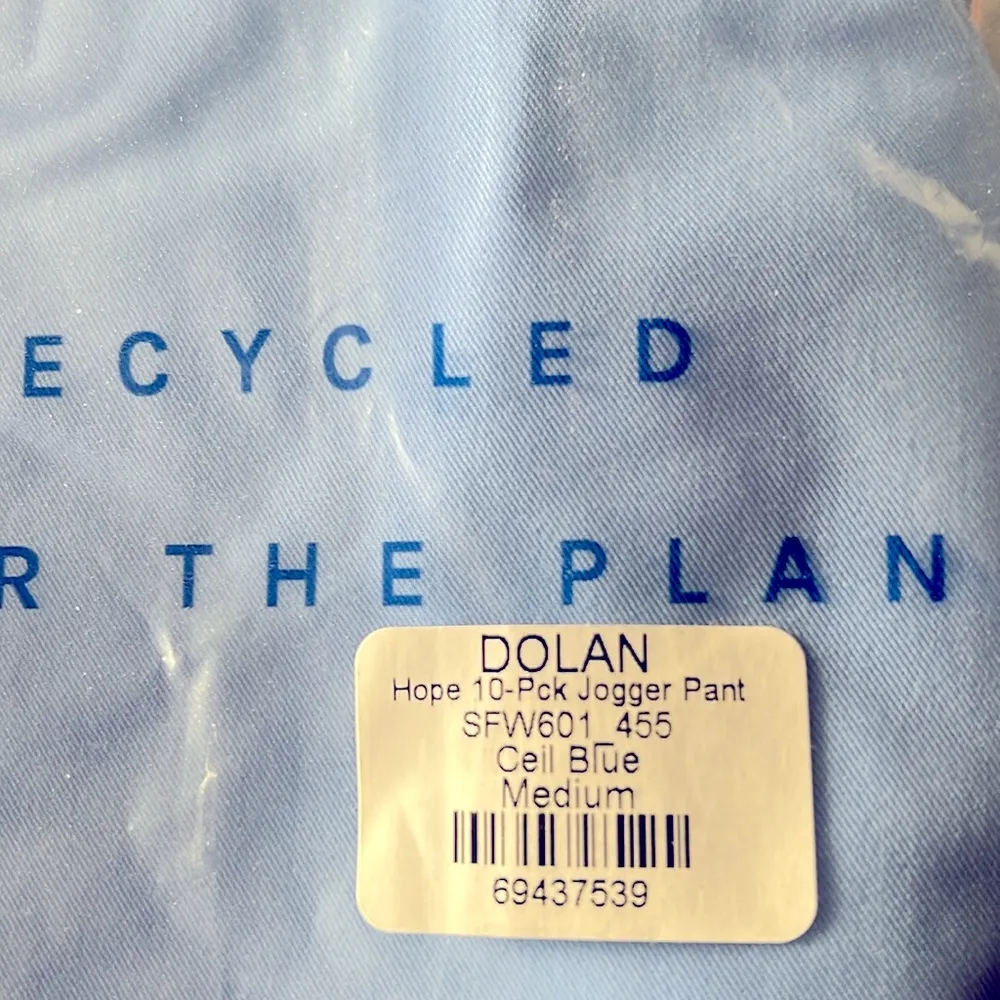 ECYCLED
R THE PLAN
DOLAN
Hope 10-Pck Jogger Pant
SFW601_455
Ceil Blue
Medium
69437539